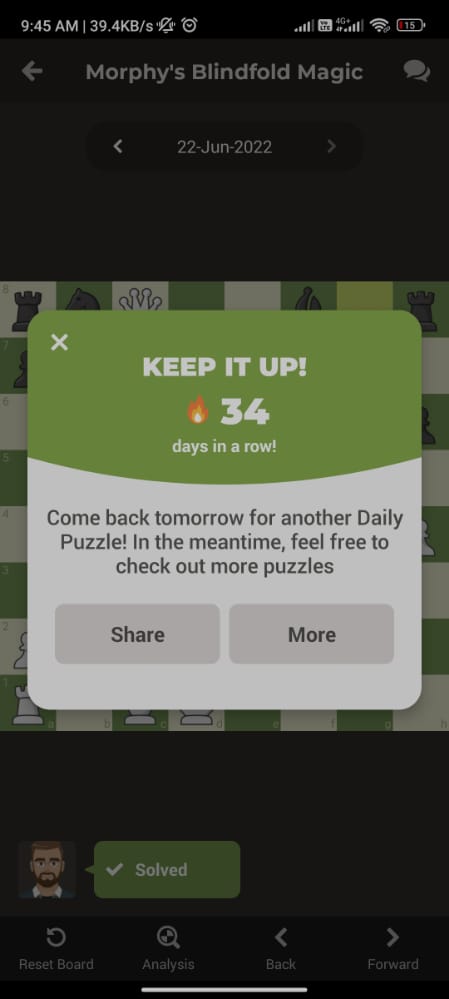 9:45 AM | 39.4KB/s
4G+
Vo
LTE
15
Morphy's Blindfold Magic
22-Jun-2022
8
7
6
5
4
3
2
1
KEEP IT UP!
34
days in a row!
Come back tomorrow for another Daily
Puzzle! In the meantime, feel free to
check out more puzzles
Share
More
a b c d e f g h
Solved
Reset Board
Analysis
Back
Forward